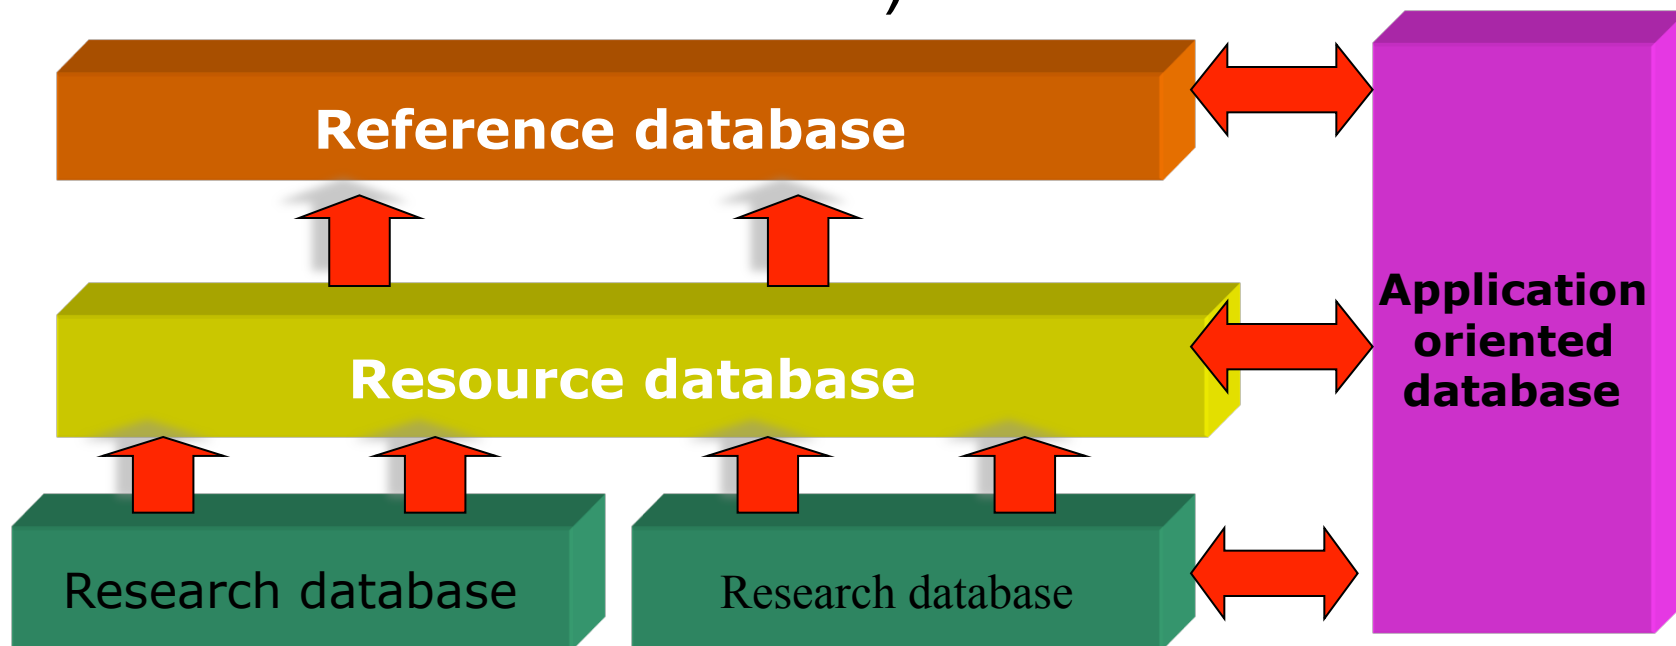 Reference database
Resource database
Application
oriented
database
Research database
Research database